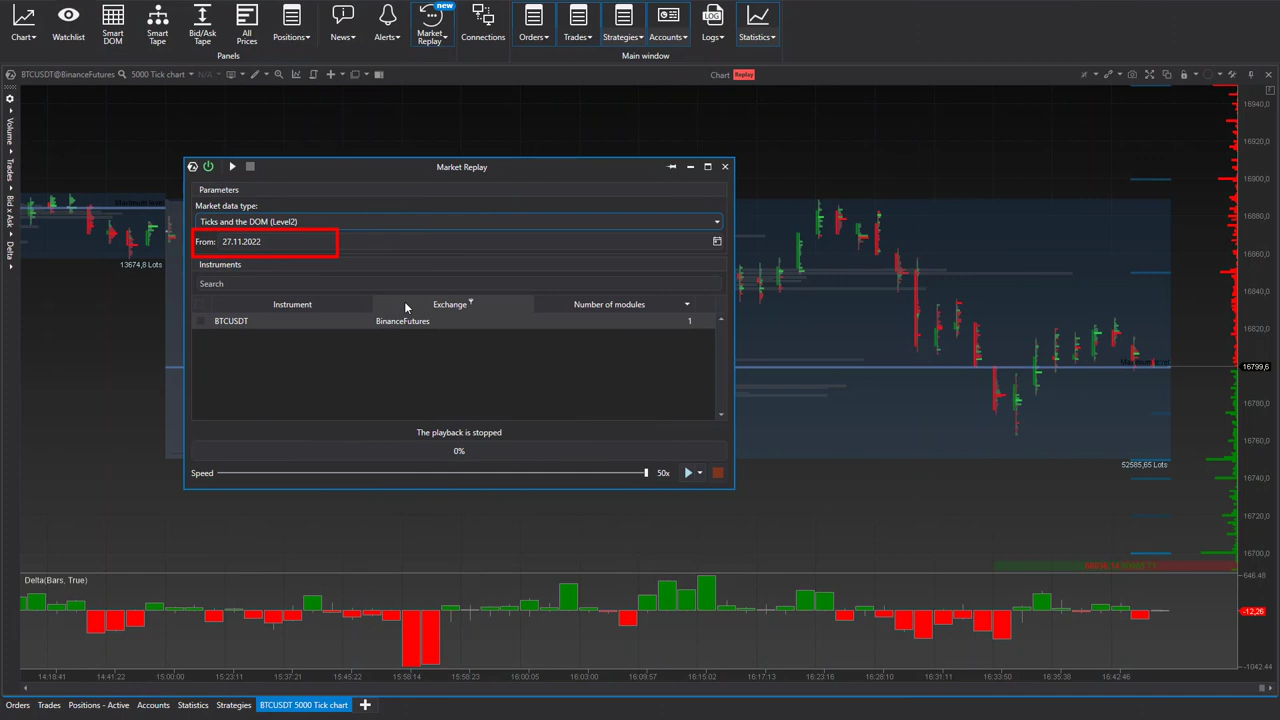 new
Chart
Watchlist
Smart DOM
Smart Tape
Bid/Ask Tape
All Prices
Positions
News
Alerts
Market Replay
Connections
Orders
Trades
Strategies
Accounts
Logs
LOG
Statistics
Panels
Main window
BTCUSDT@BinanceFutures
5000 Tick chart
N/A
Chart
Replay
F
Volume
Trades
Bid x Ask
Delta
Maximum level
13674,8 Lots
Market Replay
Parameters
Market data type:
Ticks and the DOM (Level2)
From: 27.11.2022
Instruments
Search
Instrument Exchange Number of modules
BTCUSDT BinanceFutures 1
The playback is stopped
0%
Speed 50x
Maximum level
52585,65 Lots
16940,0
16920,0
16900,0
16880,0
16860,0
16840,0
16820,0
16799,6
16780,0
16760,0
16740,0
16720,0
16700,0
Delta(Bars, True)
646.48
-12,26
-1042.44
14:18:41 14:41:22 15:00:00 15:23:11 15:37:21 15:45:22 15:58:14 16:00:05 16:03:00 16:09:57 16:15:02 16:17:13 16:23:16 16:28:10 16:31:11 16:33:50 16:35:38 16:42:46
Orders Trades Positions - Active Accounts Statistics Strategies BTCUSDT 5000 Tick chart